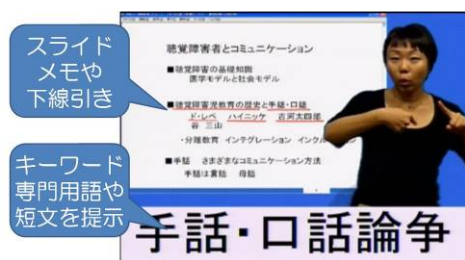 スライド
メモや
下線引き
キーワード
専門用語や
短文を提示
聴覚障害者とコミュニケーション
■聴覚障害の基礎知識
医学モデルと社会モデル
■聴覚障害児教育の歴史と手話・口話
ド・レペ ハイニッケ 古河太四郎
谷 三山
・分離教育 インテグレーション インクル
■手話 さまざまなコミュニケーション方法
手話は言語 母語
手話・口話論争